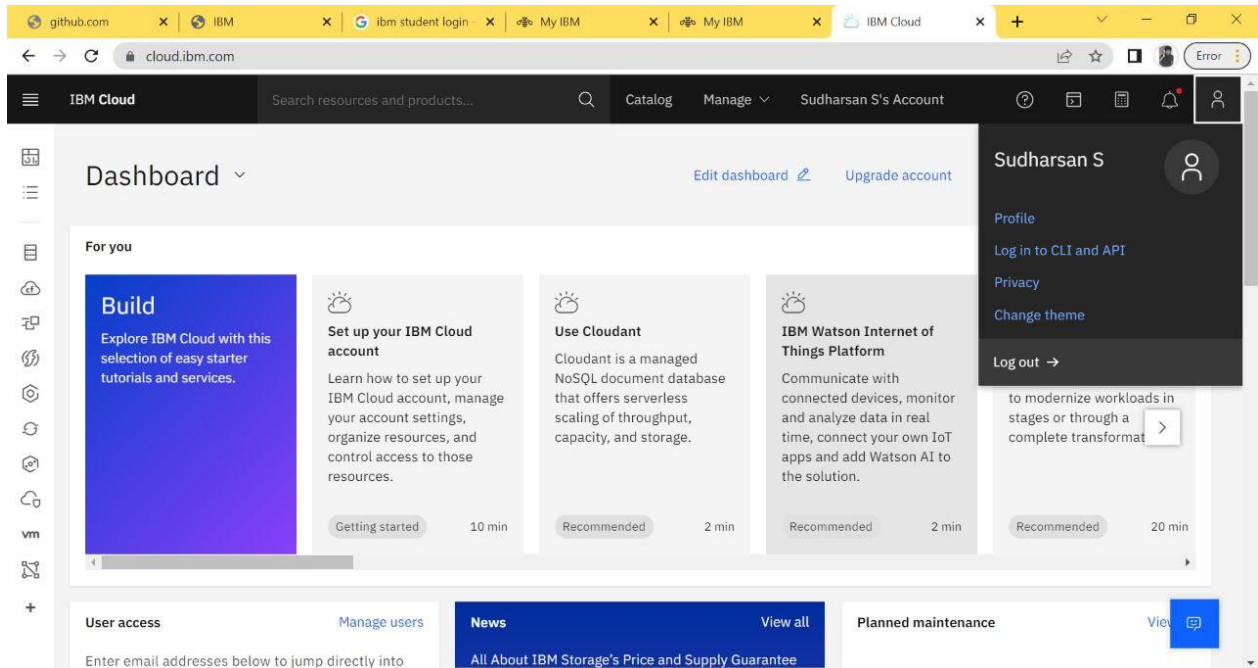 github.com
IBM
ibm student login -
My IBM
My IBM
IBM Cloud
cloud.ibm.com
Error
IBM Cloud
Search resources and products...
Catalog
Manage
Sudharsan S's Account
Dashboard
Edit dashboard
Upgrade account
Sudharsan S
Profile
Log in to CLI and API
Privacy
Change theme
Log out →
For you
Build
Explore IBM Cloud with this
selection of easy starter
tutorials and services.
Set up your IBM Cloud
account
Learn how to set up your
IBM Cloud account, manage
your account settings,
organize resources, and
control access to those
resources.
Getting started
10 min
Use Cloudant
Cloudant is a managed
NoSQL document database
that offers serverless
scaling of throughput,
capacity, and storage.
Recommended
2 min
IBM Watson Internet of
Things Platform
Communicate with
connected devices, monitor
and analyze data in real
time, connect your own IoT
apps and add Watson AI to
the solution.
Recommended
2 min
to modernize workloads in
stages or through a
complete transformat
Recommended
20 min
cf
vm
User access
Manage users
Enter email addresses below to jump directly into
News
View all
All About IBM Storage's Price and Supply Guarantee
Planned maintenance
View